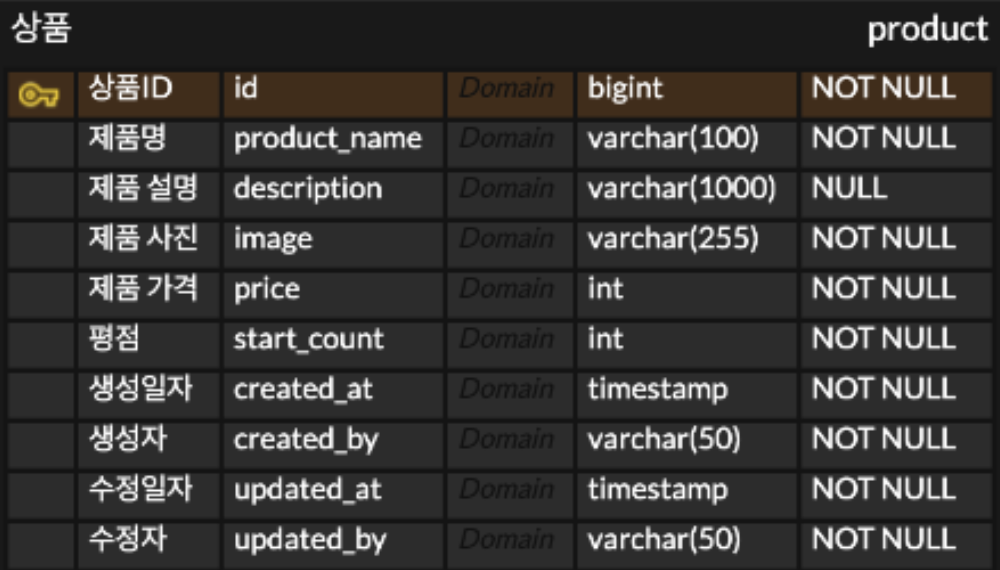 상품 product
상품ID id Domain bigint NOT NULL
제품명 product_name Domain varchar(100) NOT NULL
제품 설명 description Domain varchar(1000) NULL
제품 사진 image Domain varchar(255) NOT NULL
제품 가격 price Domain int NOT NULL
평점 start_count Domain int NOT NULL
생성일자 created_at Domain timestamp NOT NULL
생성자 created_by Domain varchar(50) NOT NULL
수정일자 updated_at Domain timestamp NOT NULL
수정자 updated_by Domain varchar(50) NOT NULL